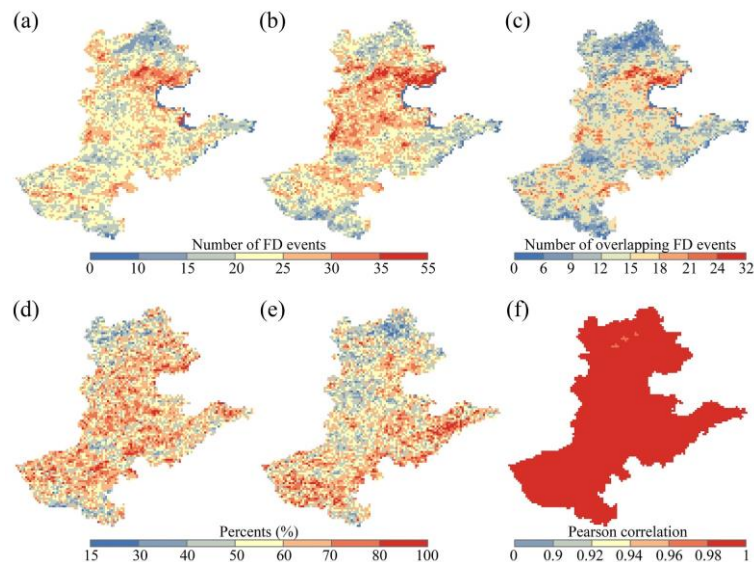 (a) (b) (c)
Number of FD events Number of overlapping FD events
0 10 15 20 25 30 35 55 0 6 9 12 15 18 21 24 32
(d) (e) (f)
Percents (%) Pearson correlation
15 30 40 50 60 70 80 100 0 0.9 0.92 0.94 0.96 0.98 1